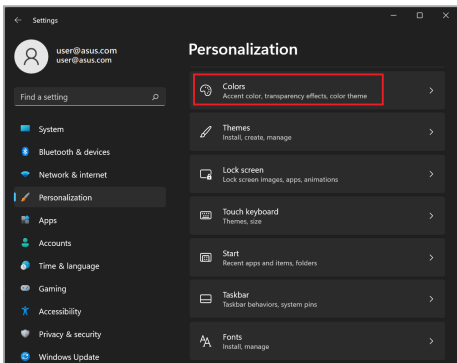 Settings
user@asus.com
user@asus.com
Find a setting
System
Bluetooth & devices
Network & internet
Personalization
Apps
Accounts
Time & language
Gaming
Accessibility
Privacy & security
Windows Update
Personalization
Colors
Accent color, transparency effects, color theme
Themes
Install, create, manage
Lock screen
Lock screen images, apps, animations
Touch keyboard
Themes, size
Start
Recent apps and items, folders
Taskbar
Taskbar behaviors, system pins
Fonts
Install, manage